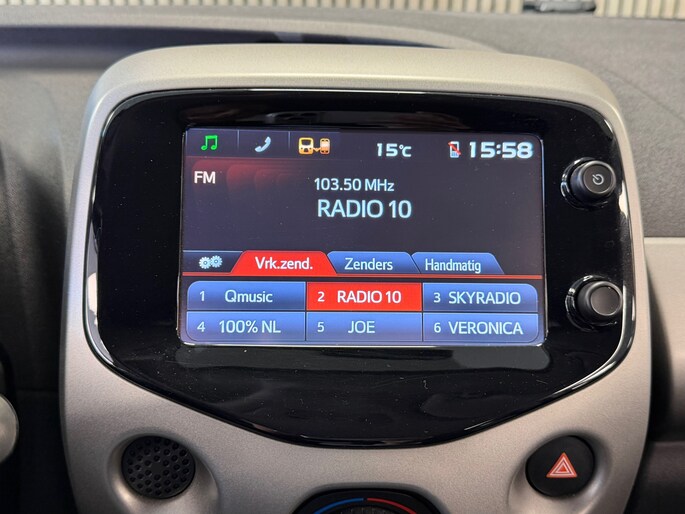 15°C 15:58
FM
103.50 MHz
RADIO 10
Vrk.zend. Zenders Handmatig
1 Qmusic 2 RADIO 10 3 SKYRADIO
4 100% NL 5 JOE 6 VERONICA